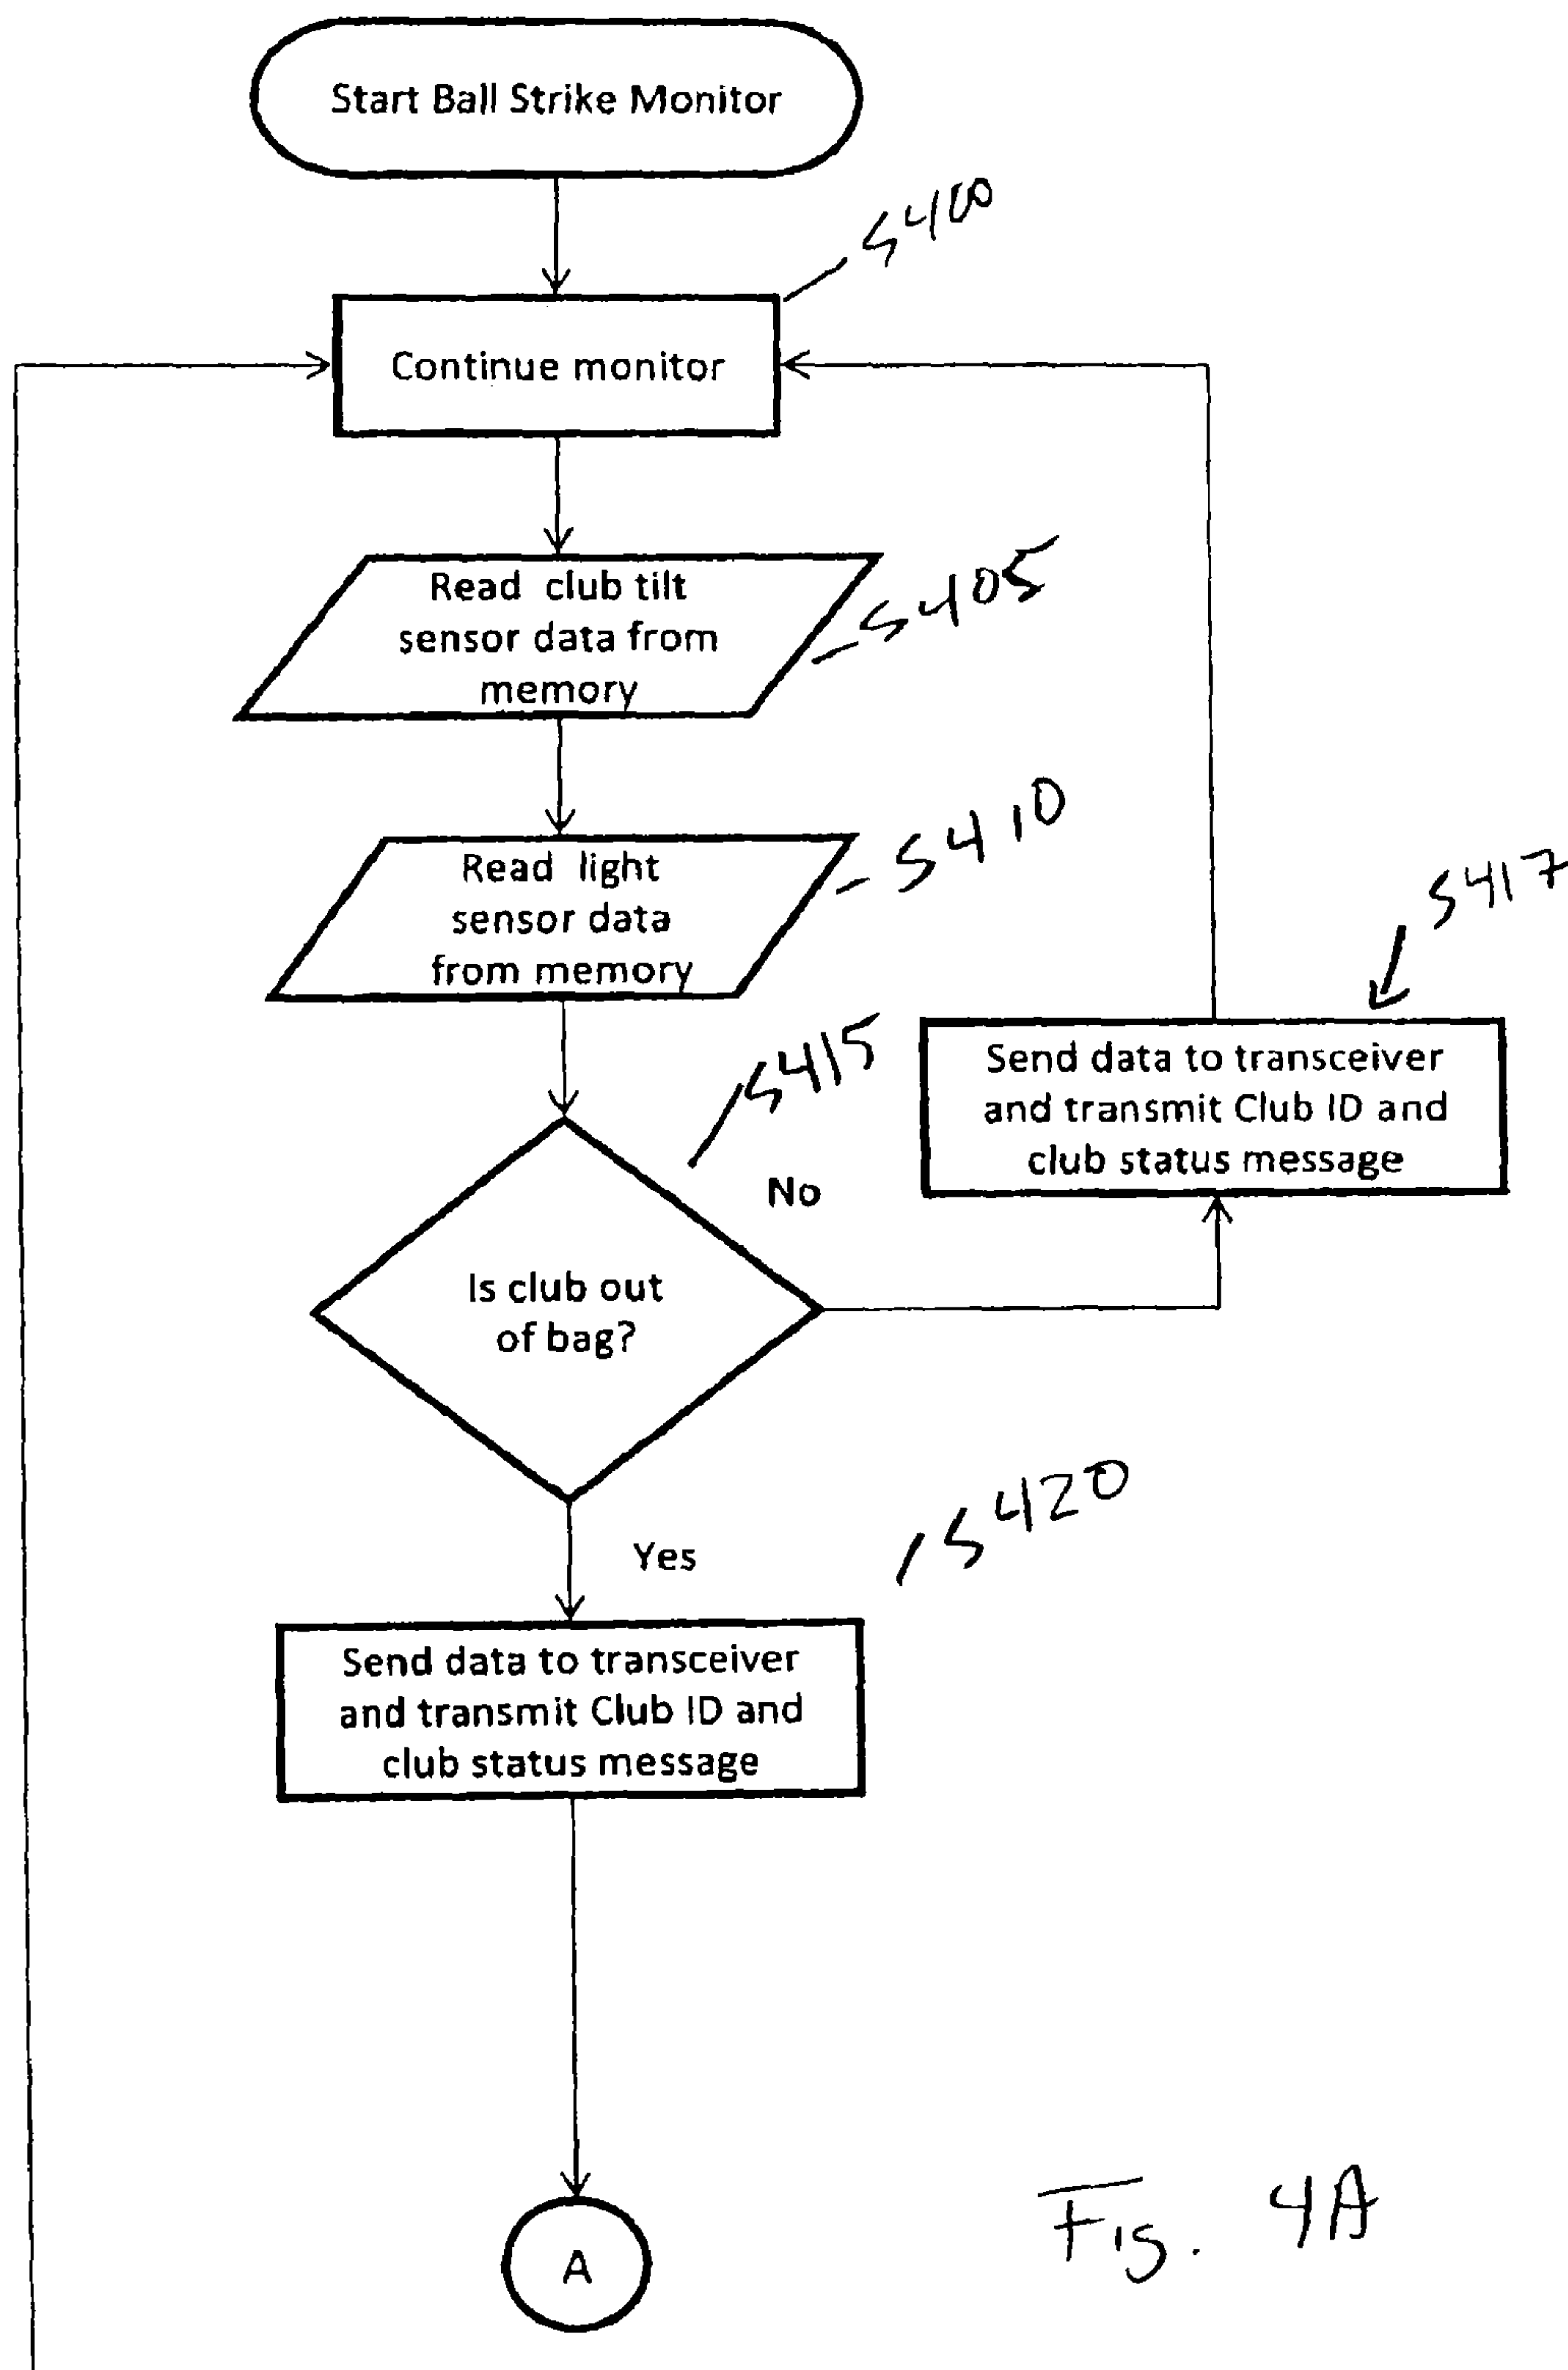 Start Ball Strike Monitor
S400
Continue monitor
Read club tilt
sensor data from
memory
S405
Read light
sensor data
from memory
S410
S417
Send data to transceiver
and transmit Club ID and
club status message
S415
No
Is club out
of bag?
Yes
S420
Send data to transceiver
and transmit Club ID and
club status message
A
Fig. 4A